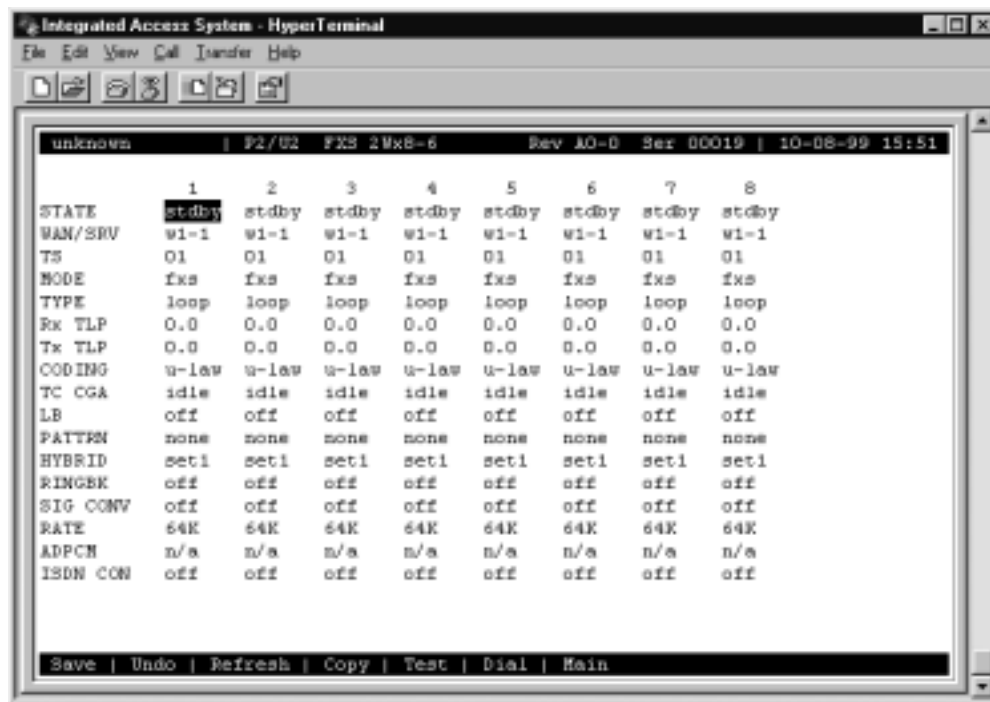 Integrated Access System - HyperTerminal
File Edit View Call Transfer Help
unknown | P2/U2 FXS 2Wx8-6 Rev A0-0 Ser 00019 | 10-08-99 15:51
1 2 3 4 5 6 7 8
STATE stdby stdby stdby stdby stdby stdby stdby stdby
WAN/SRV w1-1 w1-1 w1-1 w1-1 w1-1 w1-1 w1-1 w1-1
TS 01 01 01 01 01 01 01 01
MODE fxs fxs fxs fxs fxs fxs fxs fxs
TYPE loop loop loop loop loop loop loop loop
Rx TLP 0.0 0.0 0.0 0.0 0.0 0.0 0.0 0.0
Tx TLP 0.0 0.0 0.0 0.0 0.0 0.0 0.0 0.0
CODING u-law u-law u-law u-law u-law u-law u-law u-law
TC CGA idle idle idle idle idle idle idle idle
LB off off off off off off off off
PATTRN none none none none none none none none
HYBRID set1 set1 set1 set1 set1 set1 set1 set1
RINGBK off off off off off off off off
SIG CONV off off off off off off off off
RATE 64K 64K 64K 64K 64K 64K 64K 64K
ADPCM n/a n/a n/a n/a n/a n/a n/a n/a
ISDN CON off off off off off off off off
Save | Undo | Refresh | Copy | Test | Dial | Main